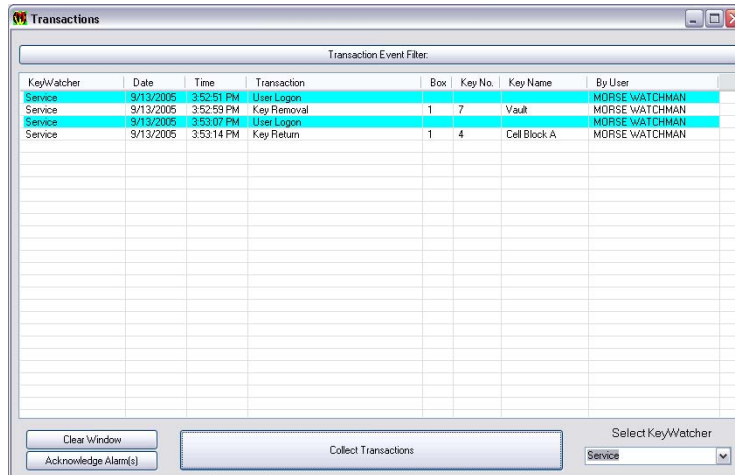 Transactions
Transaction Event Filter:
KeyWatcher Date Time Transaction Box Key No. Key Name By User
Service 9/13/2005 3:52:51 PM User Logon MORSE WATCHMAN
Service 9/13/2005 3:52:59 PM Key Removal 1 7 Vault MORSE WATCHMAN
Service 9/13/2005 3:53:07 PM User Logon MORSE WATCHMAN
Service 9/13/2005 3:53:14 PM Key Return 1 4 Cell Block A MORSE WATCHMAN
Clear Window
Acknowledge Alarm(s)
Collect Transactions
Select KeyWatcher
Service